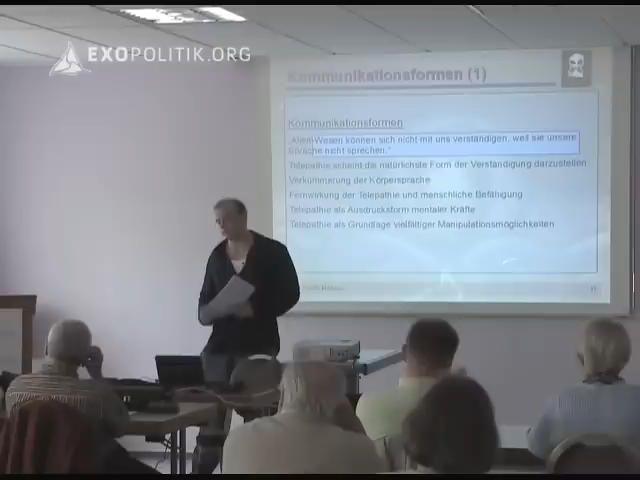 EXOPOLITIK.ORG
Kommunikationsformen (1)
Kommunikationsformen
Wesen können sich nicht mit uns verständigen, weil sie unsere
Sprache nicht sprechen."
Telepathie scheint die natürlichste Form der Verständigung darzustellen
Verkümmerung der Körpersprache
Fernwirkung der Telepathie und menschliche Befähigung
Telepathie als Ausdrucksform mentaler Kräfte
Telepathie als Grundlage vielfältiger Manipulationsmöglichkeiten